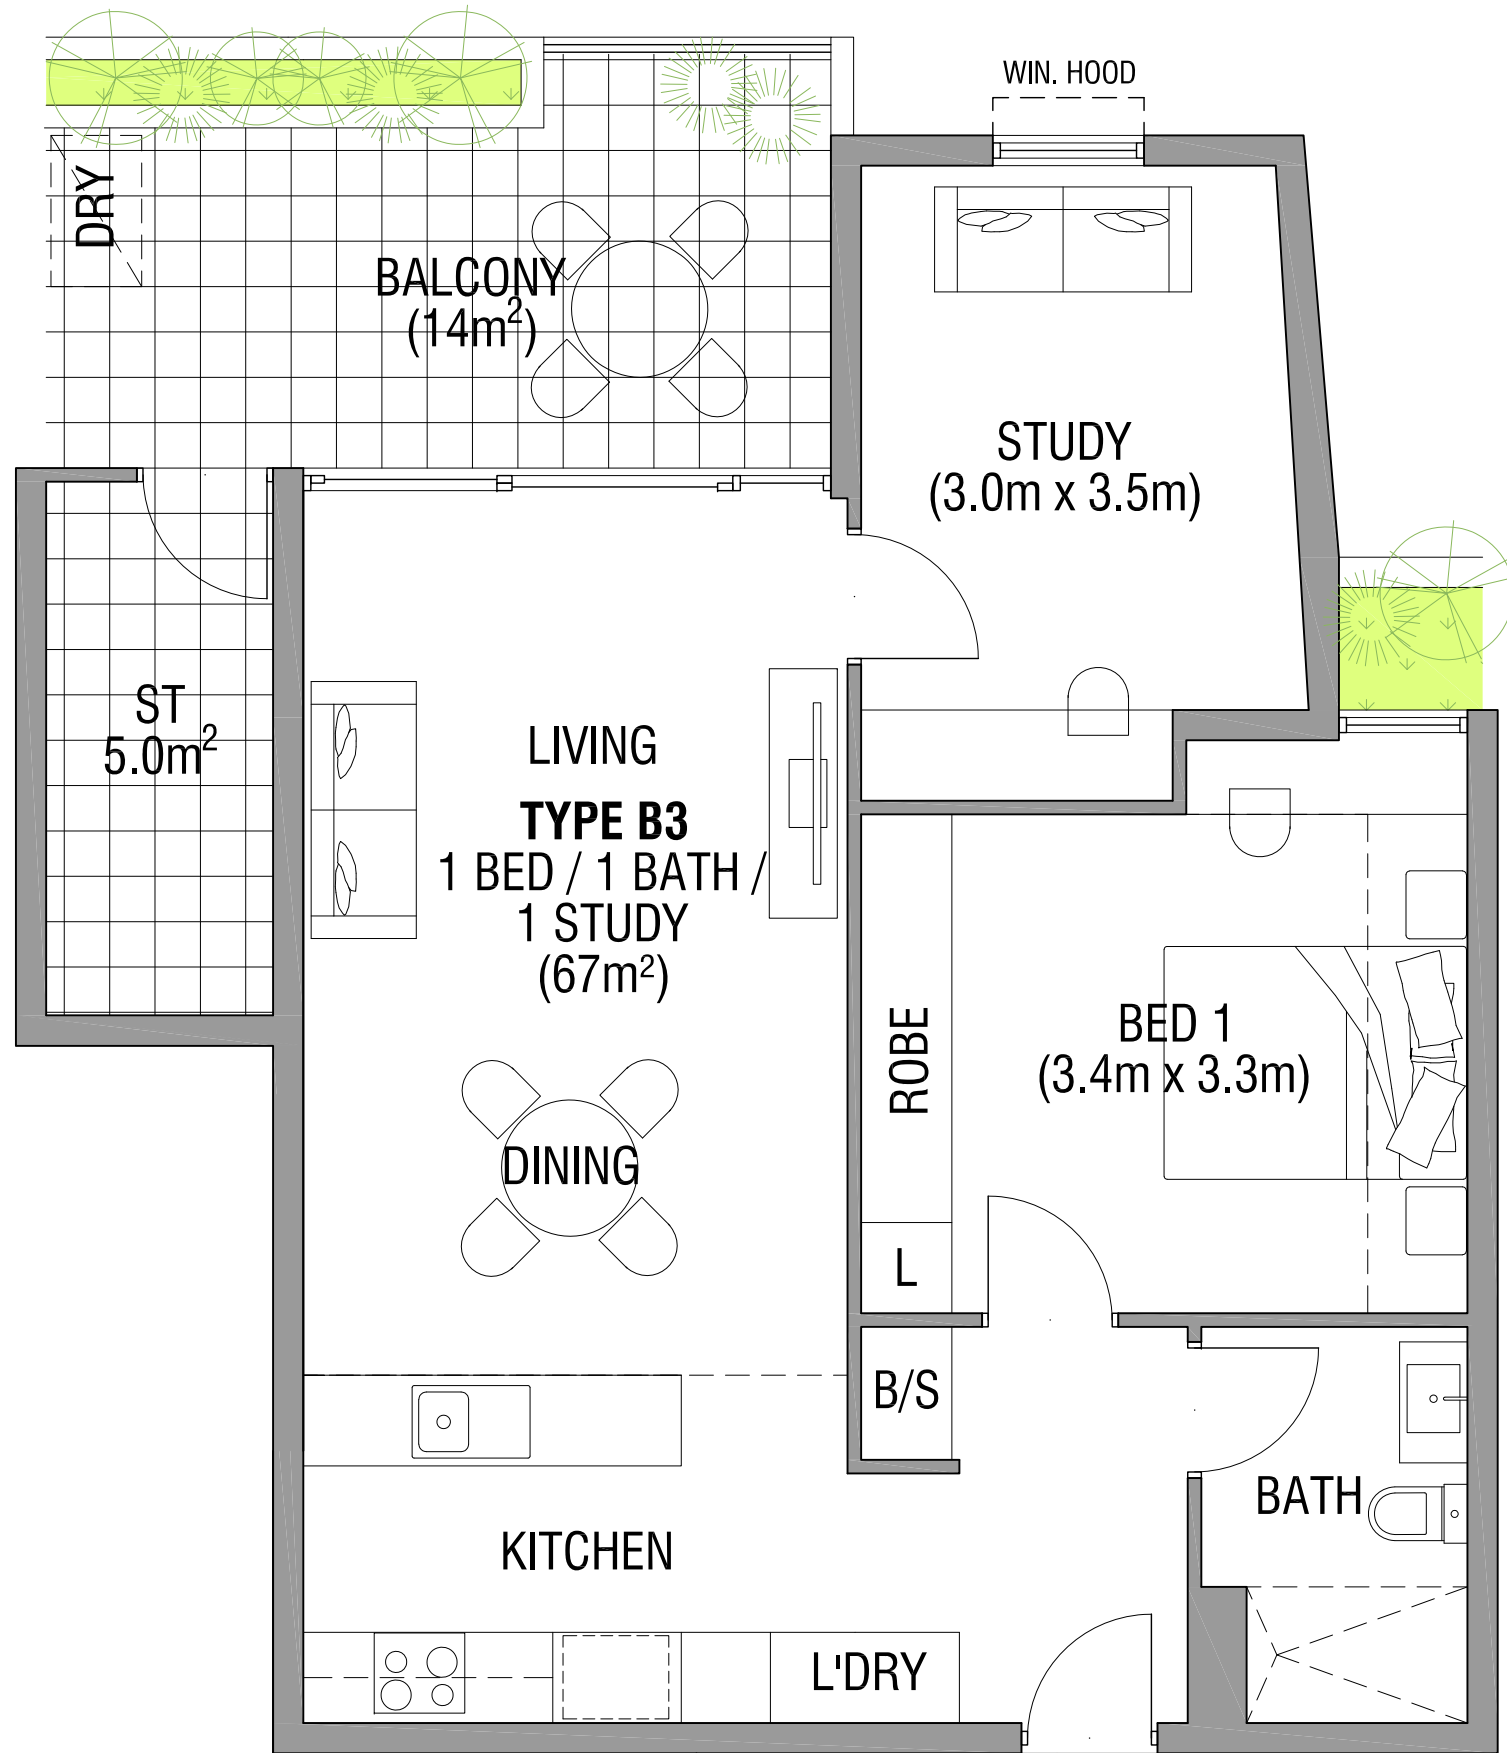 WIN. HOOD
DRY
BALCONY
(14m²)
STUDY
(3.0m x 3.5m)
ST
5.0m²
LIVING
TYPE B3
1 BED / 1 BATH /
1 STUDY
(67m²)
ROBE
BED 1
(3.4m x 3.3m)
DINING
L
B/S
BATH
KITCHEN
L'DRY